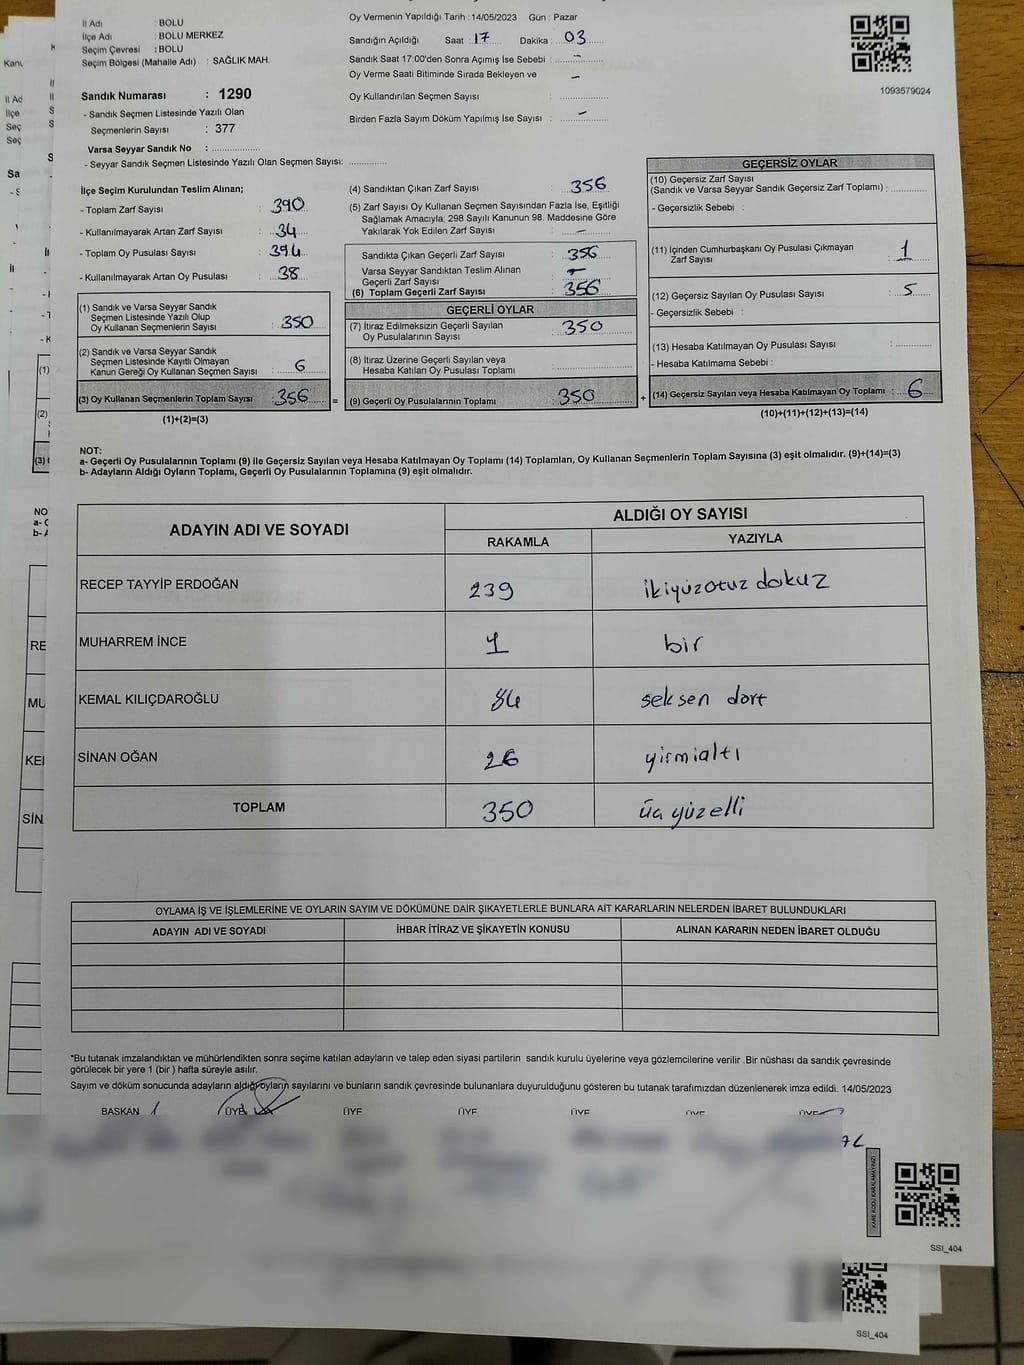 İl Adı : BOLU
İlçe Adı : BOLU MERKEZ
Seçim Çevresi : BOLU
Seçim Bölgesi (Mahalle Adı) : SAĞLIK MAH.
Sandık Numarası : 1290
- Sandık Seçmen Listesinde Yazılı Olan
Seçmenlerin Sayısı : 377
Varsa Seyyar Sandık No : ..............
- Seyyar Sandık Seçmen Listesinde Yazılı Olan Seçmen Sayısı: ............
Oy Vermenin Yapıldığı Tarih : 14/05/2023 Gün : Pazar
Sandığın Açıldığı Saat : 17 Dakika : 03
Sandık Saat 17:00'den Sonra Açımış İse Sebebi : -
Oy Verme Saati Bitiminde Sırada Bekleyen ve -
Oy Kullandırılan Seçmen Sayısı : ..............
Birden Fazla Sayım Döküm Yapılmış İse Sayısı : -
1093579024
İlçe Seçim Kurulundan Teslim Alınan;
- Toplam Zarf Sayısı : 390
- Kullanılmayarak Artan Zarf Sayısı : 34
- Toplam Oy Pusulası Sayısı : 394
- Kullanılmayarak Artan Oy Pusulası : 38
(1) Sandık ve Varsa Seyyar Sandık
Seçmen Listesinde Yazılı Olup
Oy Kullanan Seçmenlerin Sayısı : 350
(2) Sandık ve Varsa Seyyar Sandık
Seçmen Listesinde Kayıtlı Olmayan
Kanun Gereği Oy Kullanan Seçmen Sayısı : 6
(3) Oy Kullanan Seçmenlerin Toplam Sayısı : 356 =
(1)+(2)=(3)
(4) Sandıktan Çıkan Zarf Sayısı : 356
(5) Zarf Sayısı Oy Kullanan Seçmen Sayısından Fazla İse, Eşitliği
Sağlamak Amacıyla; 298 Sayılı Kanunun 98. Maddesine Göre
Yakılarak Yok Edilen Zarf Sayısı : -
Sandıkta Çıkan Geçerli Zarf Sayısı : 356
Varsa Seyyar Sandıktan Teslim Alınan
Geçerli Zarf Sayısı : -
(6) Toplam Geçerli Zarf Sayısı : 356
GEÇERLİ OYLAR
(7) İtiraz Edilmeksizin Geçerli Sayılan
Oy Pusulalarının Sayısı : 350
(8) İtiraz Üzerine Geçerli Sayılan veya
Hesaba Katılan Oy Pusulası Toplamı : ..............
(9) Geçerli Oy Pusulalarının Toplamı : 350 +
GEÇERSİZ OYLAR
(10) Geçersiz Zarf Sayısı
(Sandık ve Varsa Seyyar Sandık Geçersiz Zarf Toplamı) : ............
- Geçersizlik Sebebi :
(11) İçinden Cumhurbaşkanı Oy Pusulası Çıkmayan
Zarf Sayısı : 1
(12) Geçersiz Sayılan Oy Pusulası Sayısı : 5
- Geçersizlik Sebebi :
(13) Hesaba Katılmayan Oy Pusulası Sayısı : ............
- Hesaba Katılmama Sebebi :
(14) Geçersiz Sayılan veya Hesaba Katılmayan Oy Toplamı : 6
(10)+(11)+(12)+(13)=(14)
NOT:
a- Geçerli Oy Pusulalarının Toplamı (9) ile Geçersiz Sayılan veya Hesaba Katılmayan Oy Toplamı (14) Toplamları, Oy Kullanan Seçmenlerin Toplam Sayısına (3) eşit olmalıdır. (9)+(14)=(3)
b- Adayların Aldığı Oyların Toplamı, Geçerli Oy Pusulalarının Toplamına (9) eşit olmalıdır.
ADAYIN ADI VE SOYADI ALDIĞI OY SAYISI
RAKAMLA YAZIYLA
RECEP TAYYİP ERDOĞAN 239 ikiyüzotuz dokuz
MUHARREM İNCE 1 bir
KEMAL KILIÇDAROĞLU 84 seksen dört
SİNAN OĞAN 26 yirmialtı
TOPLAM 350 üç yüzelli
OYLAMA İŞ VE İŞLEMLERİNE VE OYLARIN SAYIM VE DÖKÜMÜNE DAİR ŞİKAYETLERLE BUNLARA AİT KARARLARIN NELERDEN İBARET BULUNDUKLARI
ADAYIN ADI VE SOYADI İHBAR İTİRAZ VE ŞİKAYETİN KONUSU ALINAN KARARIN NEDEN İBARET OLDUĞU
*Bu tutanak imzalandıktan ve mühürlendikten sonra seçime katılan adayların ve talep eden siyasi partilerin sandık kurulu üyelerine veya gözlemcilerine verilir .Bir nüshası da sandık çevresinde
görülecek bir yere 1 (bir ) hafta süreyle asılır.
Sayım ve döküm sonucunda adayların aldığı oyların sayılarını ve bunların sandık çevresinde bulunanlara duyurulduğunu gösteren bu tutanak tarafımızdan düzenlenerek imza edildi. 14/05/2023
BAŞKAN ÜYE ÜYE ÜYE ÜYE ÜYE ÜYE
SSİ_404
SSİ_404